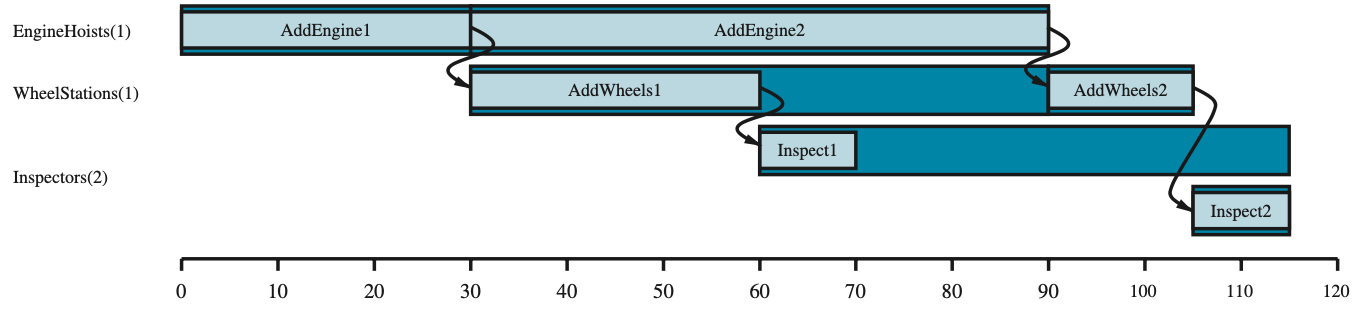 EngineHoists(1)
AddEngine1
AddEngine2
WheelStations(1)
AddWheels1
AddWheels2
Inspect1
Inspectors(2)
Inspect2
0 10 20 30 40 50 60 70 80 90 100 110 120